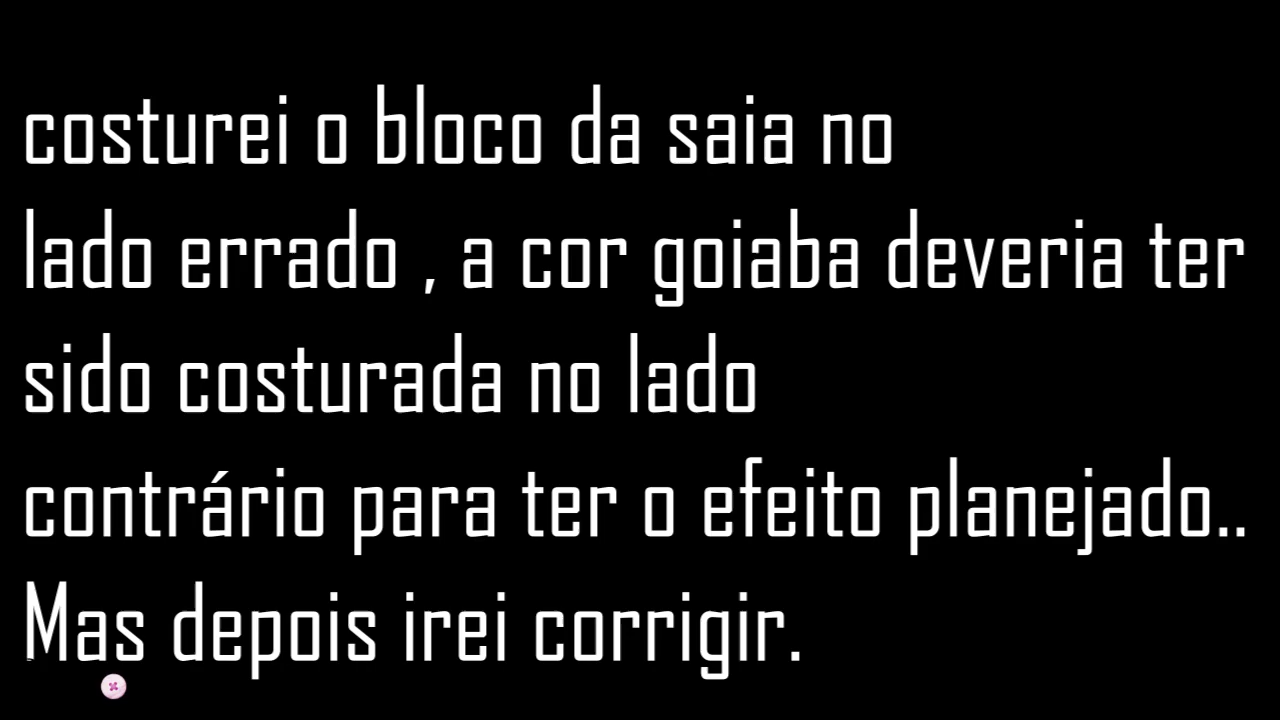 costurei o bloco da saia no
lado errado , a cor goiaba deveria ter
sido costurada no lado
contrário para ter o efeito planejado..
Mas depois irei corrigir.